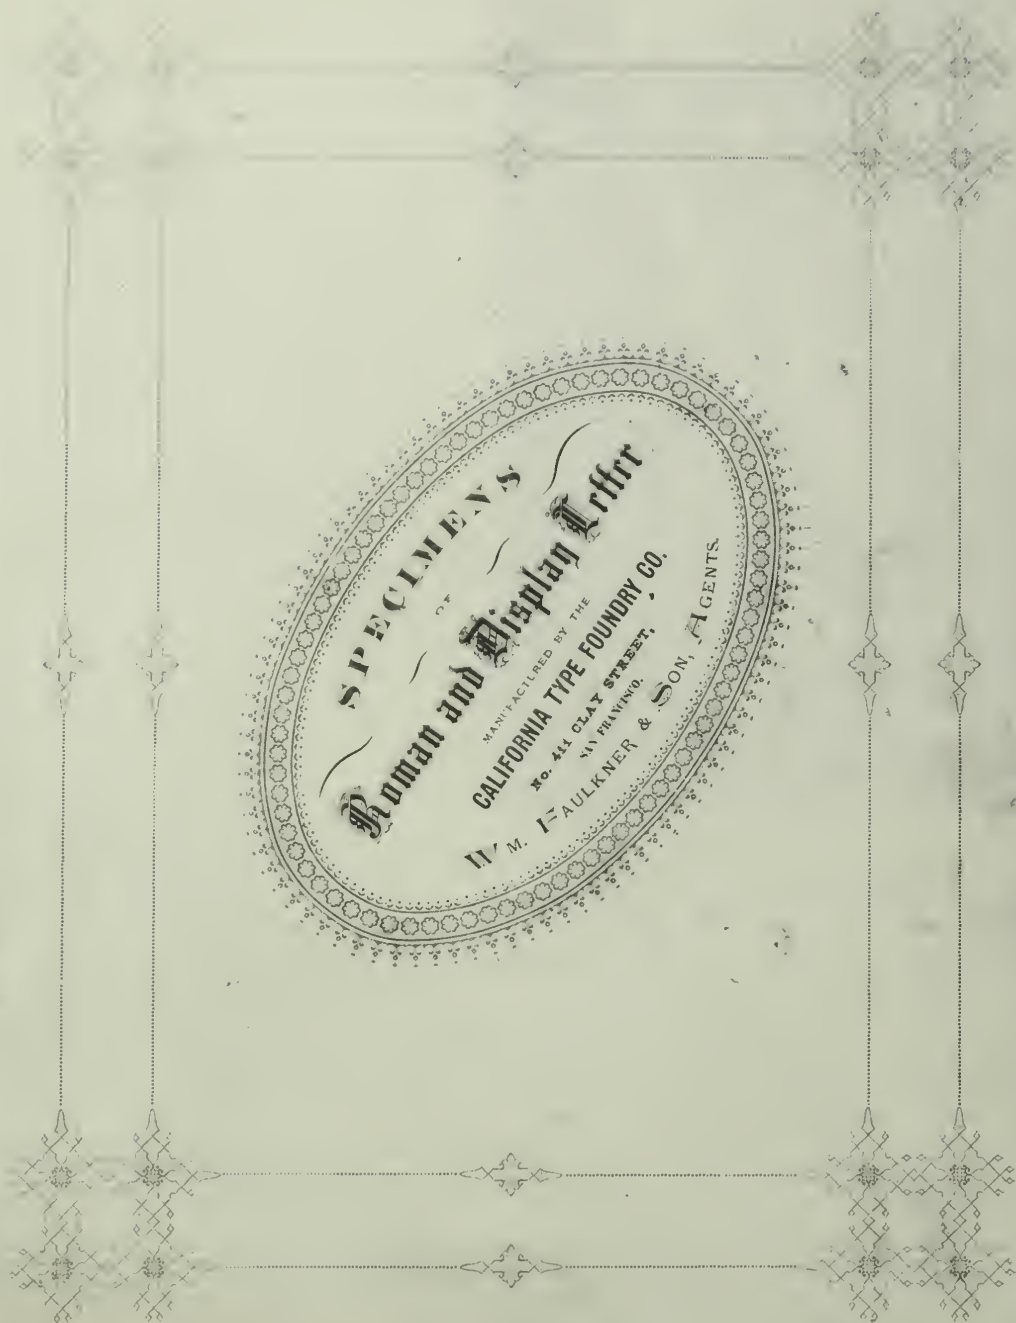 SPECIMENS
OF
Roman and Display Letter
MANUFACTURED BY THE
CALIFORNIA TYPE FOUNDRY CO.
No. 411 CLAY STREET,
SAN FRANCISCO.
WM. FAULKNER & SON, AGENTS.